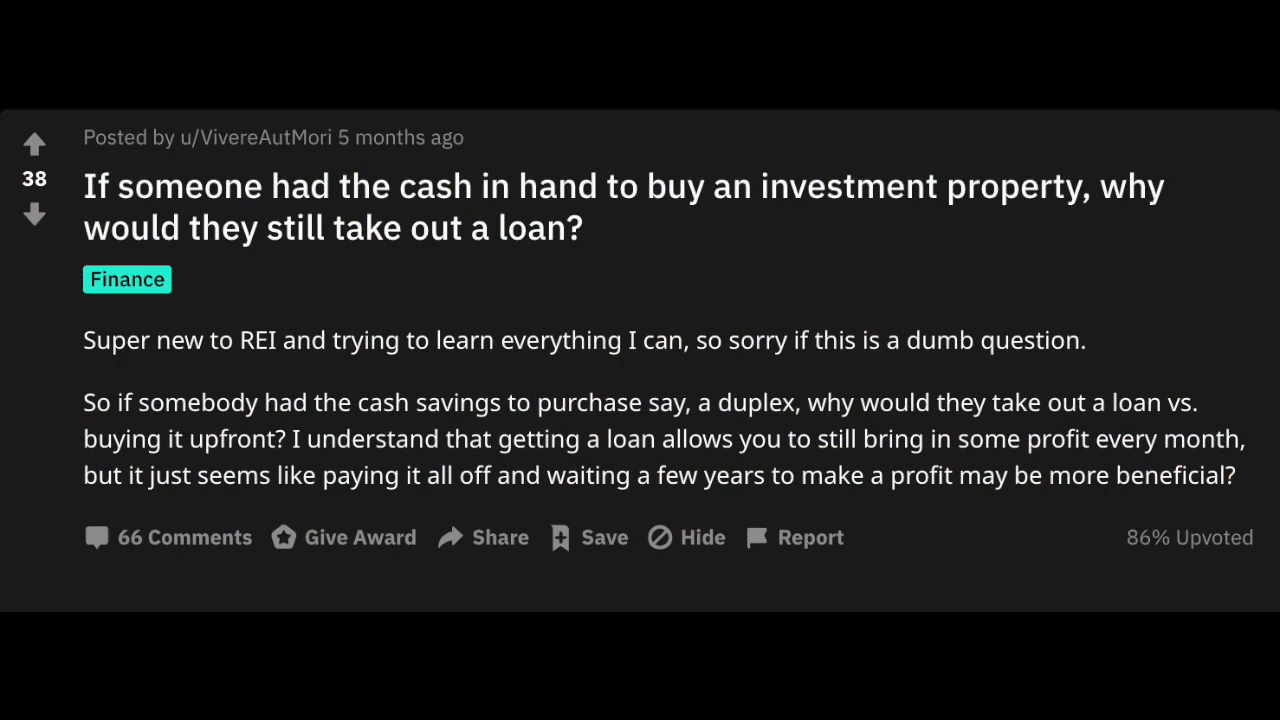 Posted by u/VivereAutMori 5 months ago
38
If someone had the cash in hand to buy an investment property, why
would they still take out a loan?
Finance
Super new to REI and trying to learn everything I can, so sorry if this is a dumb question.
So if somebody had the cash savings to purchase say, a duplex, why would they take out a loan vs.
buying it upfront? I understand that getting a loan allows you to still bring in some profit every month,
but it just seems like paying it all off and waiting a few years to make a profit may be more beneficial?
66 Comments Give Award Share Save Hide Report 86% Upvoted